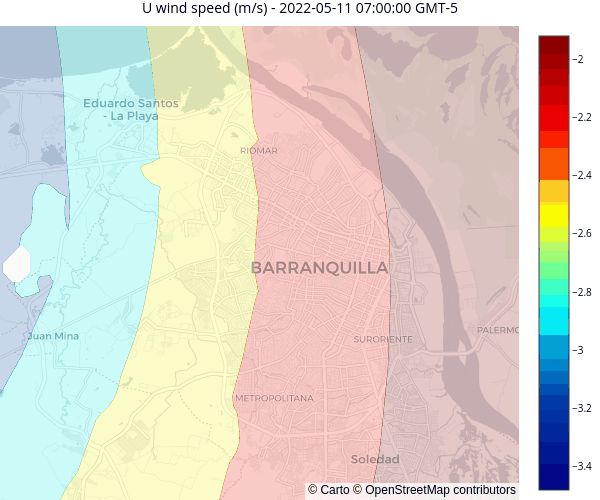 U wind speed (m/s) - 2022-05-11 07:00:00 GMT-5
−2
Eduardo Santos
- La Playa
−2.2
RIOMAR
−2.4
−2.6
BARRANQUILLA
−2.8
Juan Mina
SURORIENTE
PALERMO
−3
METROPOLITANA
−3.2
Soledad
−3.4
© Carto © OpenStreetMap contributors